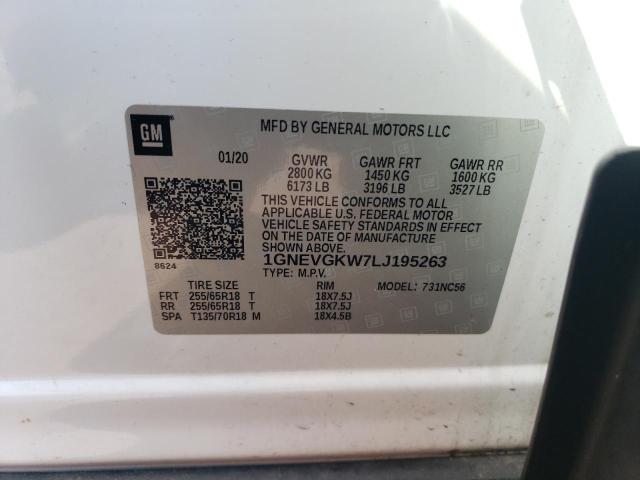 GM
MFD BY GENERAL MOTORS LLC
01/20 GVWR GAWR FRT GAWR RR
2800 KG 1450 KG 1600 KG
6173 LB 3196 LB 3527 LB
THIS VEHICLE CONFORMS TO ALL
APPLICABLE U.S. FEDERAL MOTOR
VEHICLE SAFETY STANDARDS IN EFFECT
ON THE DATE OF MANUFACTURE
SHOWN ABOVE.
8624
1GNEVGKW7LJ195263
TYPE: M.P.V. MODEL: 731NC56
TIRE SIZE RIM
FRT 255/65R18 T 18X7.5J
RR 255/65R18 T 18X7.5J
SPA T135/70R18 M 18X4.5B